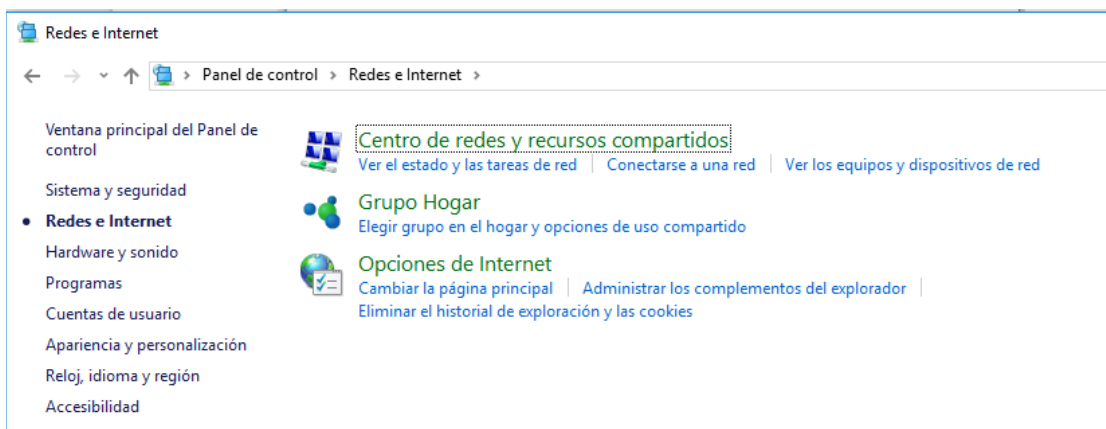 Redes e Internet
Panel de control > Redes e Internet >
Ventana principal del Panel de
control
Sistema y seguridad
Redes e Internet
Hardware y sonido
Programas
Cuentas de usuario
Apariencia y personalización
Reloj, idioma y región
Accesibilidad
Centro de redes y recursos compartidos
Ver el estado y las tareas de red | Conectarse a una red | Ver los equipos y dispositivos de red
Grupo Hogar
Elegir grupo en el hogar y opciones de uso compartido
Opciones de Internet
Cambiar la página principal | Administrar los complementos del explorador |
Eliminar el historial de exploración y las cookies